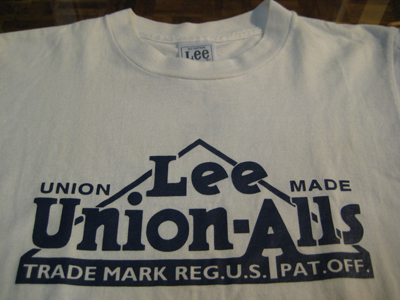 Lee
UNION Lee MADE
Union-Alls
TRADE MARK REG.U.S. PAT.OFF.